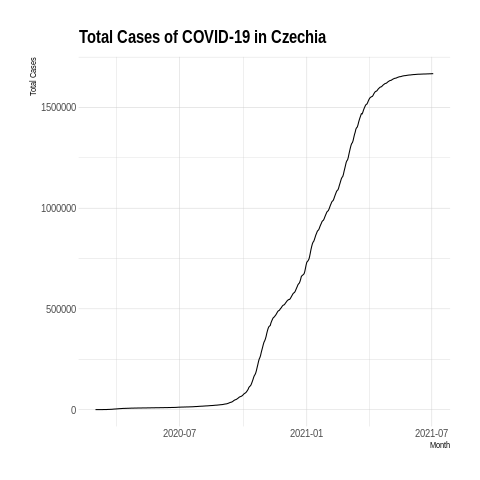 Total Cases of COVID-19 in Czechia
Total Cases
1500000
1000000
500000
0
2020-07
2021-01
2021-07
Month